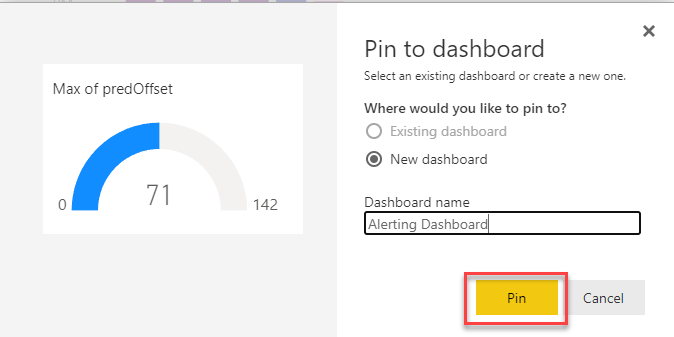 Max of predOffset
0
71
142
Pin to dashboard
Select an existing dashboard or create a new one.
Where would you like to pin to?
Existing dashboard
New dashboard
Dashboard name
Alerting Dashboard
Pin
Cancel